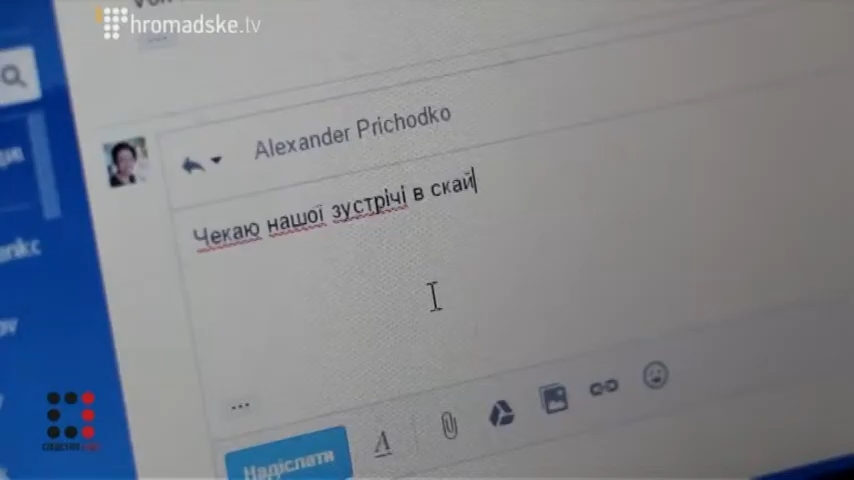 hromadske.tv
Alexander Prichodko
Чекаю нашої зустрічі в скай
...
Надіслати